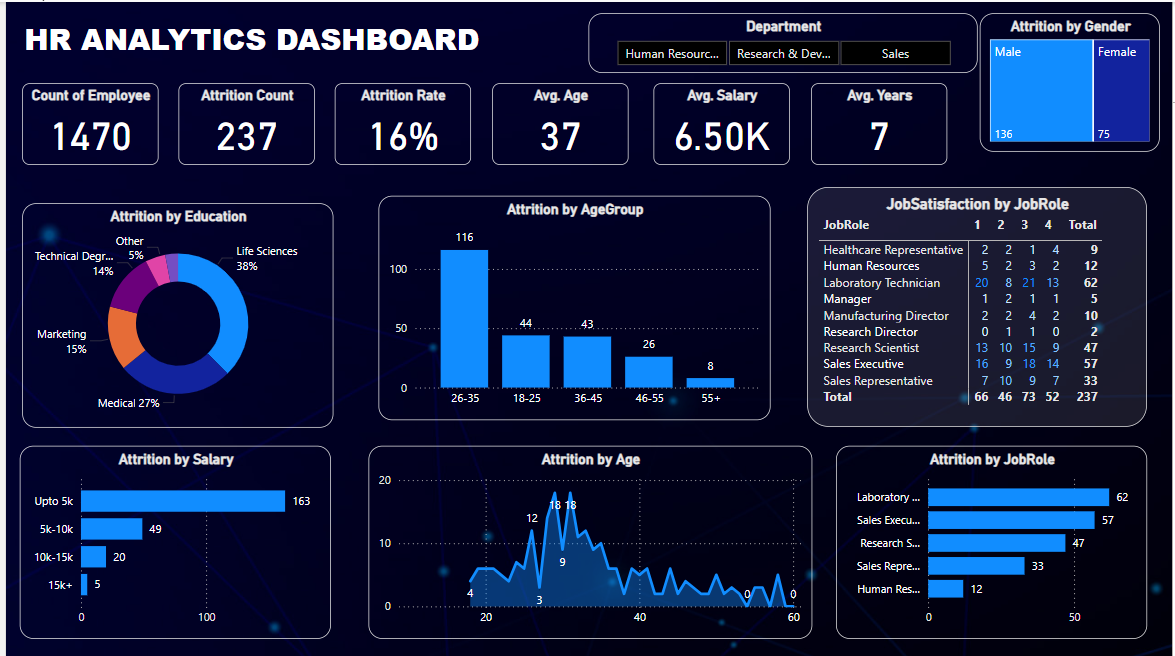 HR ANALYTICS DASHBOARD
Department
Human Resourc... Research & Dev... Sales
Attrition by Gender
Male Female
136 75
Count of Employee
1470
Attrition Count
237
Attrition Rate
16%
Avg. Age
37
Avg. Salary
6.50K
Avg. Years
7
Attrition by Education
Other
5%
Life Sciences
38%
Technical Degr...
14%
Marketing
15%
Medical 27%
Attrition by AgeGroup
116
100
44
43
50
26
8
0
26-35 18-25 36-45 46-55 55+
JobSatisfaction by JobRole
JobRole 1 2 3 4 Total
Healthcare Representative 2 2 1 4 9
Human Resources 5 2 3 2 12
Laboratory Technician 20 8 21 13 62
Manager 1 2 1 1 5
Manufacturing Director 2 2 4 2 10
Research Director 0 1 1 0 2
Research Scientist 13 10 15 9 47
Sales Executive 16 9 18 14 57
Sales Representative 7 10 9 7 33
Total 66 46 73 52 237
Attrition by Salary
Upto 5k 163
5k-10k 49
10k-15k 20
15k+ 5
0 100
Attrition by Age
20
18 18
12
10
9
4
3
0 0
0
20 40 60
Attrition by JobRole
Laboratory ... 62
Sales Execu... 57
Research S... 47
Sales Repre... 33
Human Res... 12
0 50